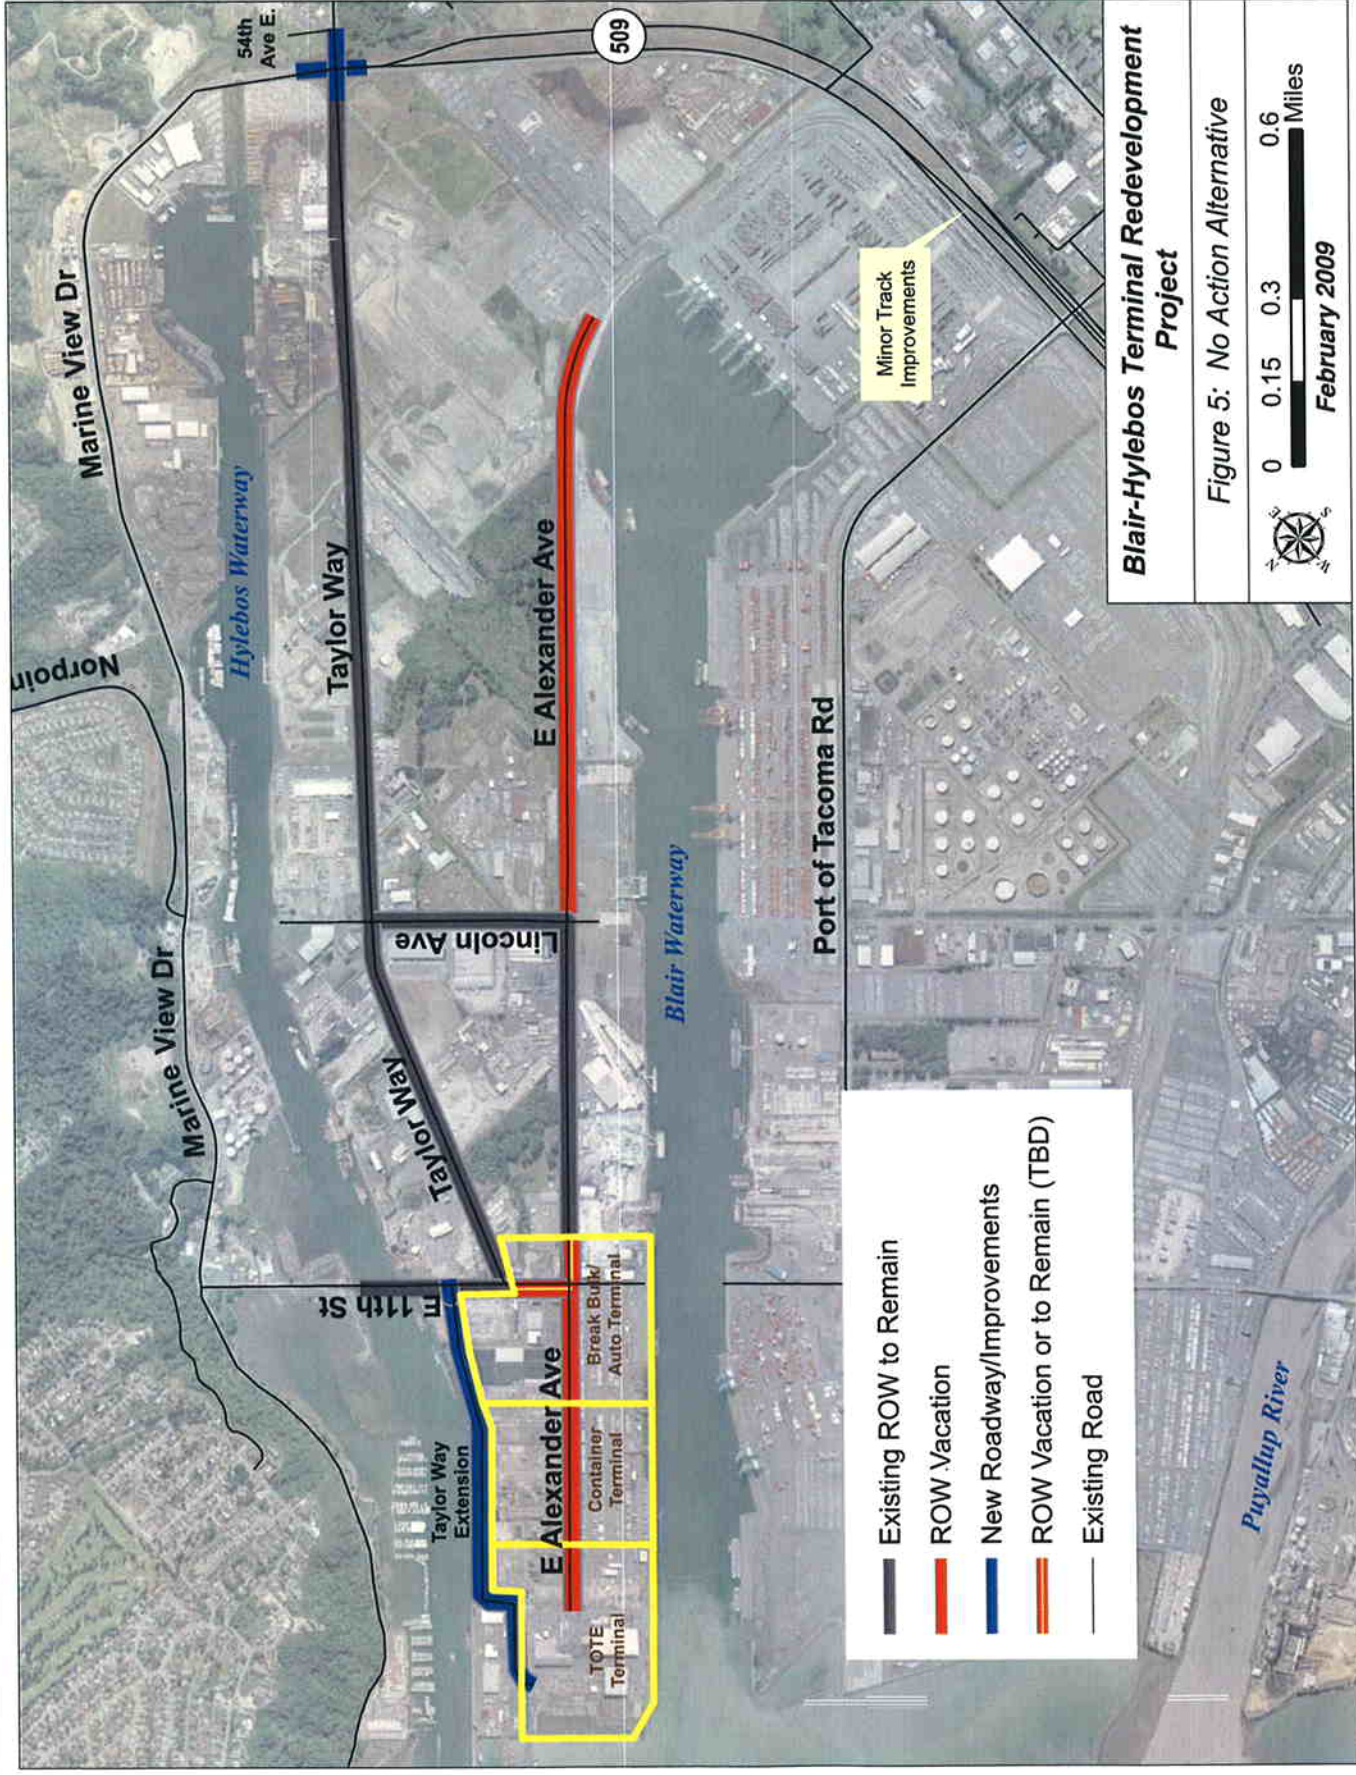 54th
Ave E.
509
Marine View Dr
Hylebos Waterway
Norpoin
Taylor Way
E Alexander Ave
Minor Track
Improvements
Marine View Dr
Lincoln Ave
Taylor Way
Blair Waterway
Port of Tacoma Rd
E 11th St
Taylor Way
Extension
E Alexander Ave
Break Bulk/
Auto Terminal
Container
Terminal
TOTE
Terminal
Puyallup River
Existing ROW to Remain
ROW Vacation
New Roadway/Improvements
ROW Vacation or to Remain (TBD)
Existing Road
Blair-Hylebos Terminal Redevelopment
Project
Figure 5: No Action Alternative
N
E
S
W
0 0.15 0.3 0.6
Miles
February 2009